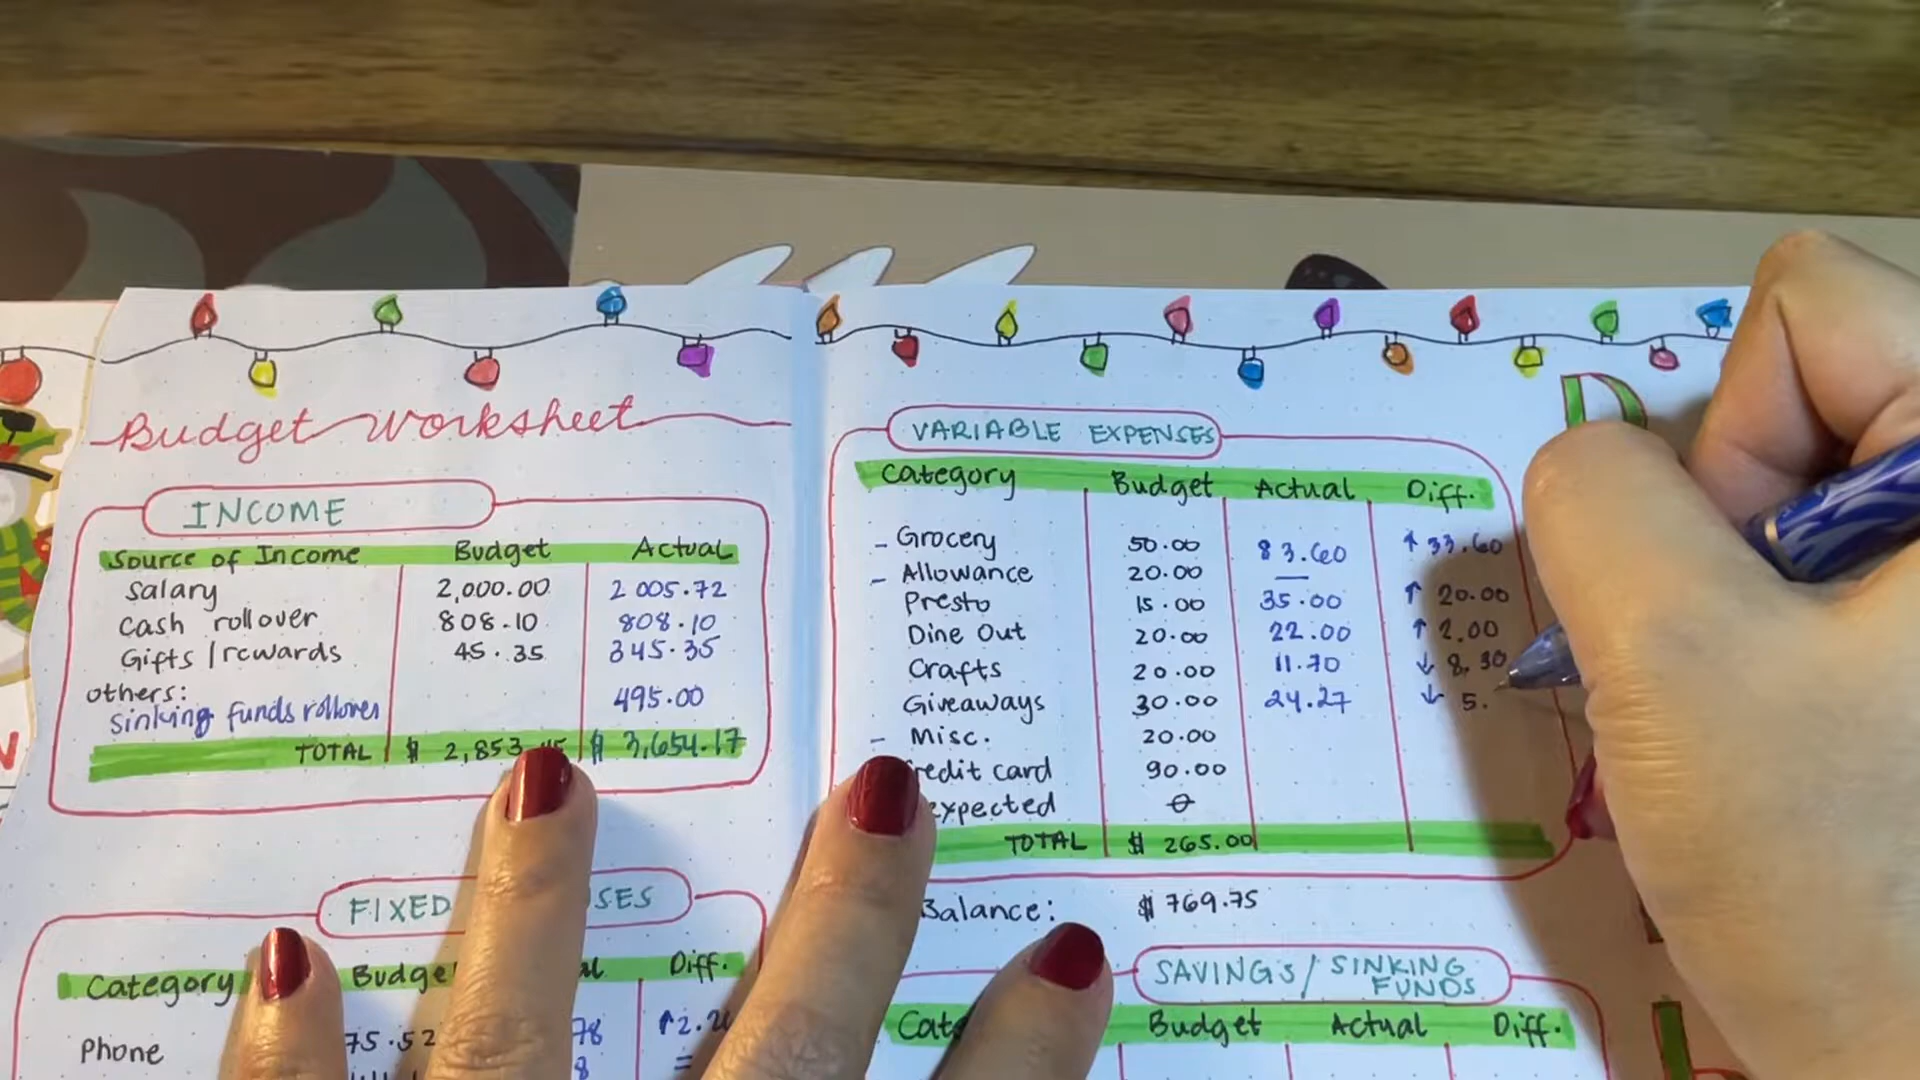 Budget Worksheet
INCOME
Source of Income Budget Actual
Salary 2,000.00 2 005.72
Cash rollover 808.10 808.10
Gifts / rewards 45.35 345.35
others:
Sinking funds rollover 495.00
TOTAL $ 2,853 $ 3,654.17
FIXED
Category Diff.
Phone 75.52
VARIABLE EXPENSES
Category Budget Actual Diff.
- Grocery 50.00 83.60 ↑ 33.60
- Allowance 20.00 —
Presto 15.00 35.00 ↑ 20.00
Dine Out 20.00 22.00 ↑ 2.00
Crafts 20.00 11.70 ↓ 8.30
Giveaways 30.00 24.27 ↓ 5.
- Misc. 20.00
card 90.00
0
TOTAL $ 265.00
Balance: $ 769.75
SAVINGS / SINKING
FUNDS
Budget Actual Diff.